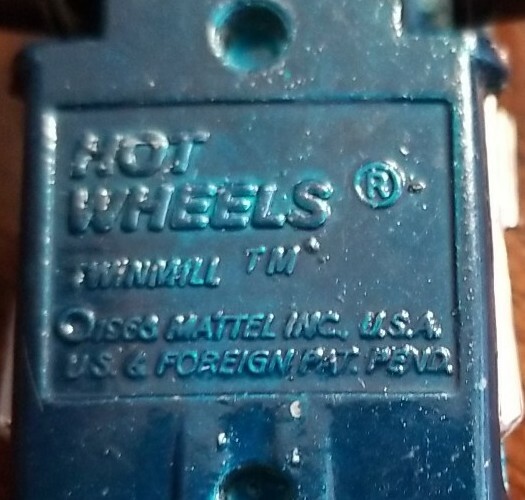 HOT
WHEELS ®
TWINMILL TM
©1968 MATTEL INC., U.S.A.
U.S. & FOREIGN PAT. PEND.